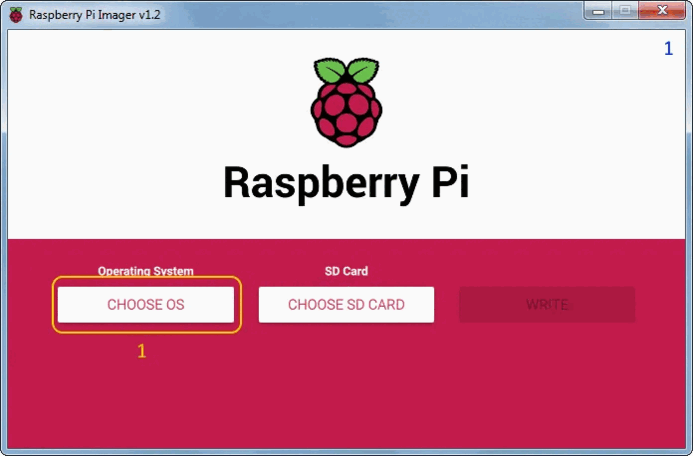 Raspberry Pi Imager v1.2
1
Raspberry Pi
Operating System
SD Card
CHOOSE OS
CHOOSE SD CARD
WRITE
1